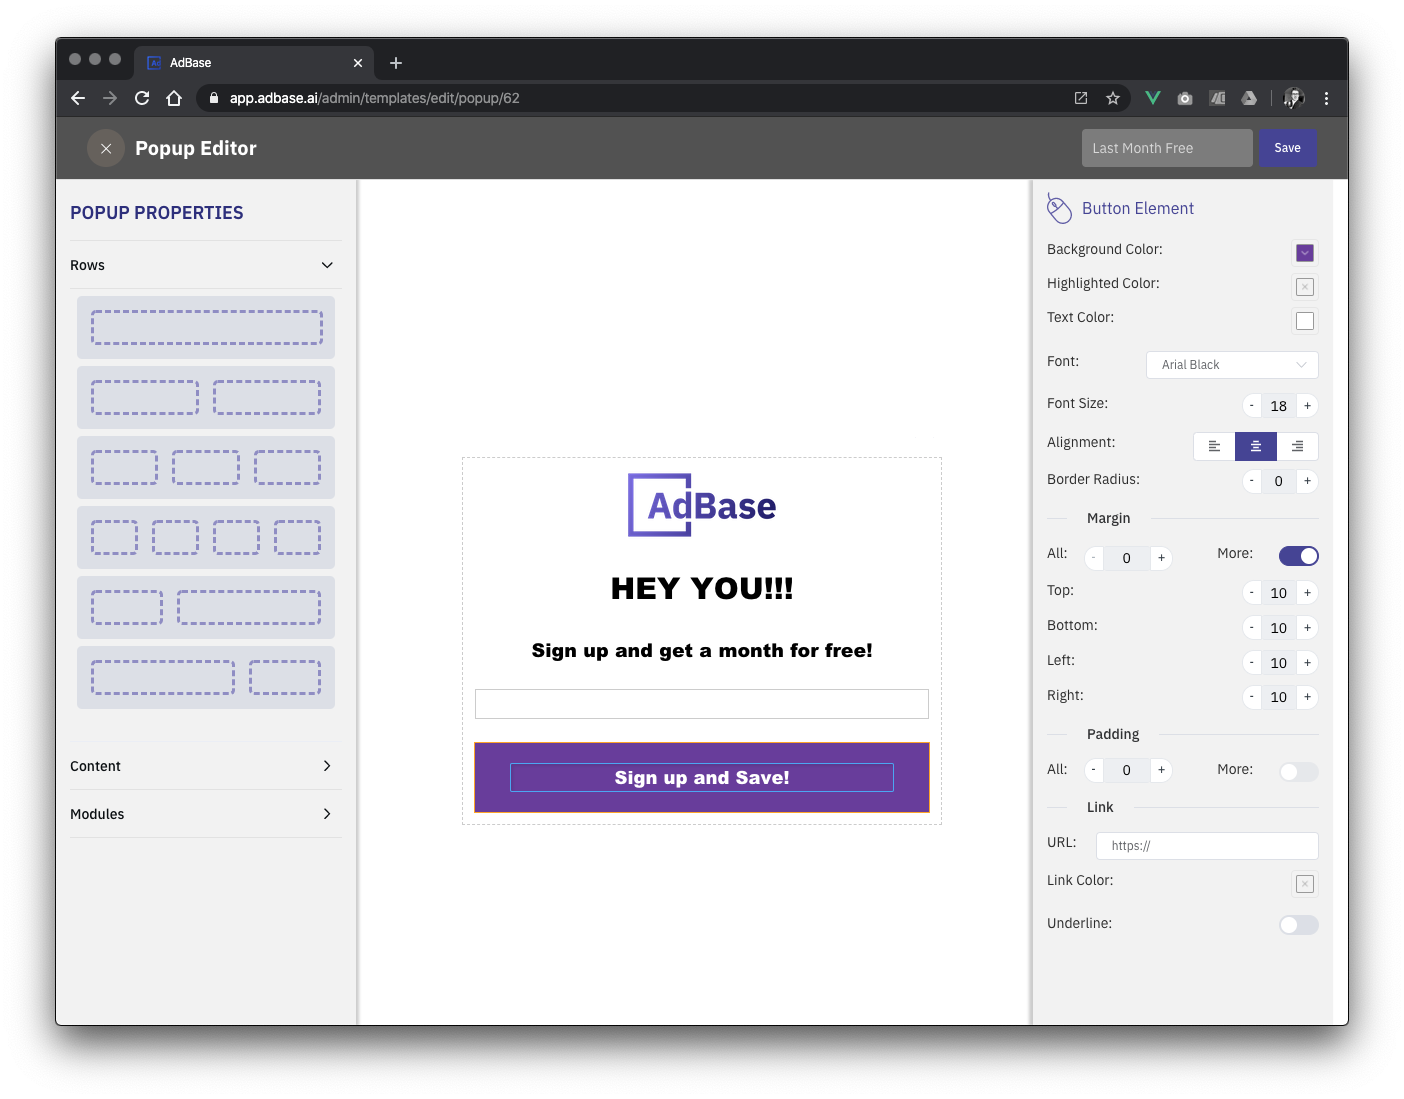 AdBase
app.adbase.ai/admin/templates/edit/popup/62
Popup Editor
Last Month Free
Save
POPUP PROPERTIES
Rows
Content
Modules
AdBase
HEY YOU!!!
Sign up and get a month for free!
Sign up and Save!
Button Element
Background Color:
Highlighted Color:
Text Color:
Font: Arial Black
Font Size: - 18 +
Alignment:
Border Radius: - 0 +
Margin
All: - 0 + More:
Top: - 10 +
Bottom: - 10 +
Left: - 10 +
Right: - 10 +
Padding
All: - 0 + More:
Link
URL: https://
Link Color:
Underline: